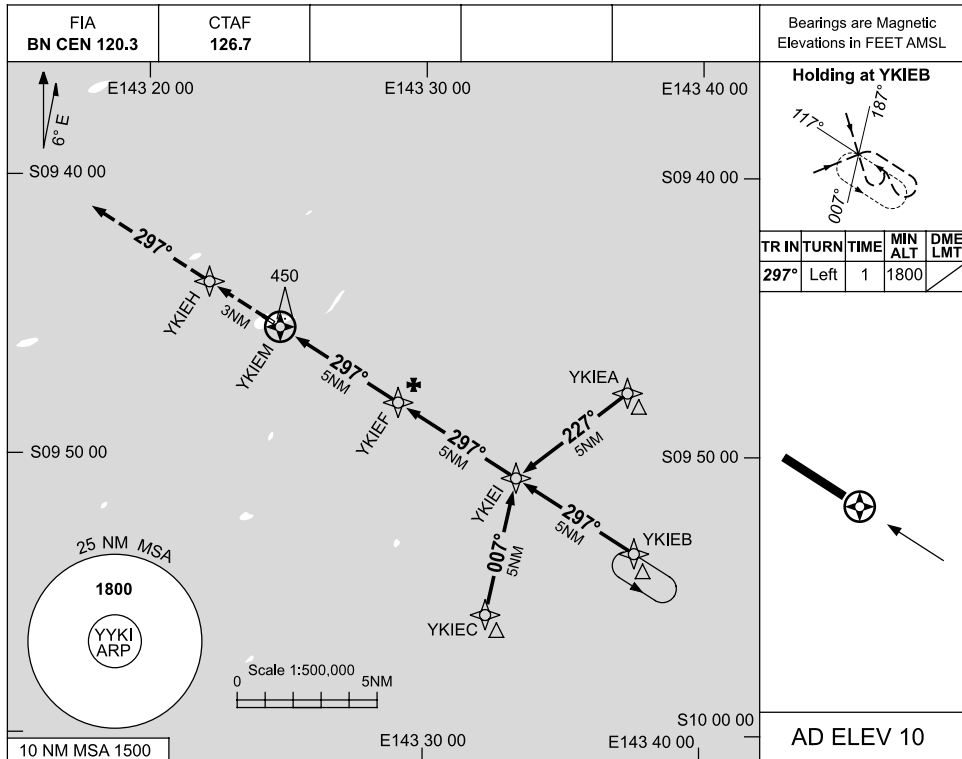 FIA
BN CEN 120.3
CTAF
126.7
Bearings are Magnetic
Elevations in FEET AMSL
E143 20 00
E143 30 00
E143 40 00
6° E
S09 40 00
S09 40 00
Holding at YKIEB
117°
187°
007°
TR IN
TURN
TIME
MIN ALT
DME LMT
297°
Left
1
1800
297°
YKIEH
3NM
450
YKIEM
297°
5NM
YKIEF
297°
5NM
YKIEI
YKIEA
227°
5NM
297°
5NM
YKIEB
007°
5NM
YKIEC
S09 50 00
S09 50 00
25 NM MSA
1800
YYKI
ARP
Scale 1:500,000
0
5NM
10 NM MSA 1500
E143 30 00
E143 40 00
S10 00 00
AD ELEV 10